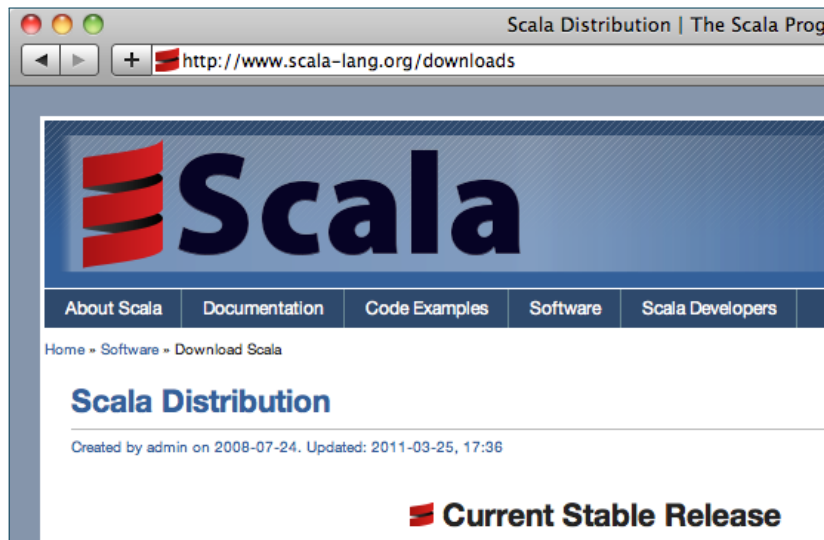 Scala Distribution | The Scala Prog
http://www.scala-lang.org/downloads
Scala
About Scala Documentation Code Examples Software Scala Developers
Home » Software » Download Scala
Scala Distribution
Created by admin on 2008-07-24. Updated: 2011-03-25, 17:36
Current Stable Release